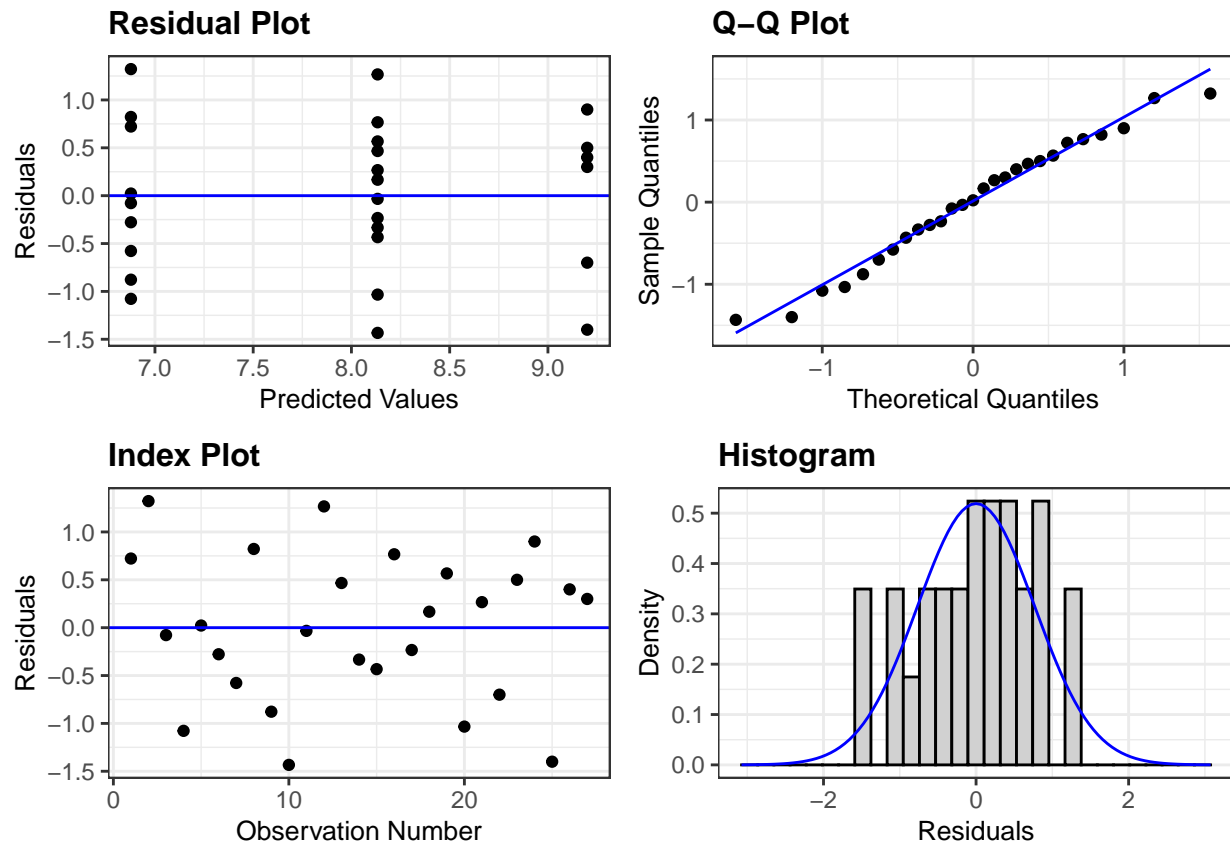 Residual Plot
Residuals
1.0
0.5
0.0
−0.5
−1.0
−1.5
7.0 7.5 8.0 8.5 9.0
Predicted Values
Q−Q Plot
Sample Quantiles
1
0
−1
−1 0 1
Theoretical Quantiles
Index Plot
Residuals
1.0
0.5
0.0
−0.5
−1.0
−1.5
0 10 20
Observation Number
Histogram
Density
0.5
0.4
0.3
0.2
0.1
0.0
−2 0 2
Residuals